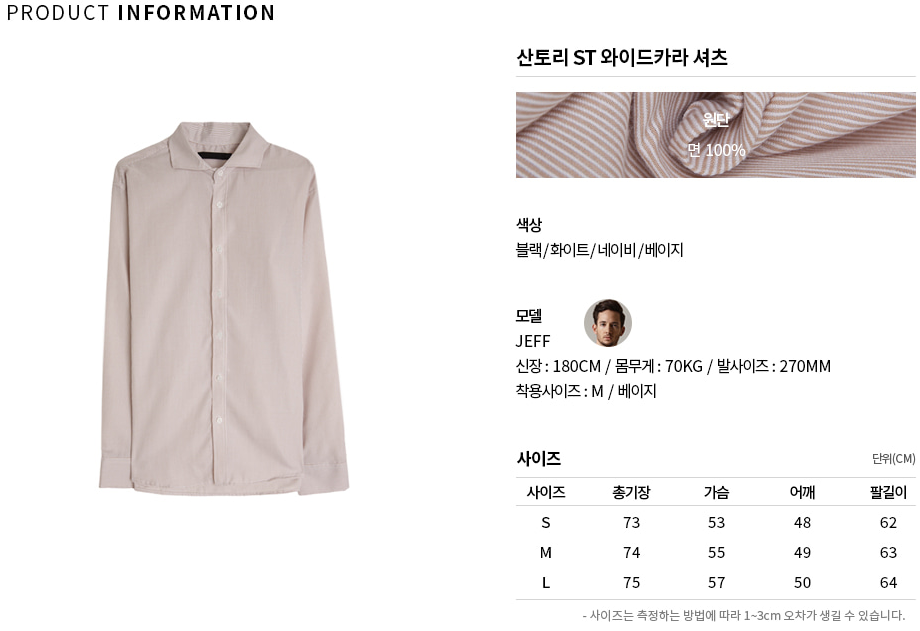 PRODUCT INFORMATION
산토리 ST 와이드카라 셔츠
원단
면 100%
색상
블랙/화이트/네이비/베이지
모델
JEFF
신장 : 180CM / 몸무게 : 70KG / 발사이즈 : 270MM
착용사이즈 : M / 베이지
사이즈 단위(CM)
사이즈 총기장 가슴 어깨 팔길이
S 73 53 48 62
M 74 55 49 63
L 75 57 50 64
- 사이즈는 측정하는 방법에 따라 1~3cm 오차가 생길 수 있습니다.